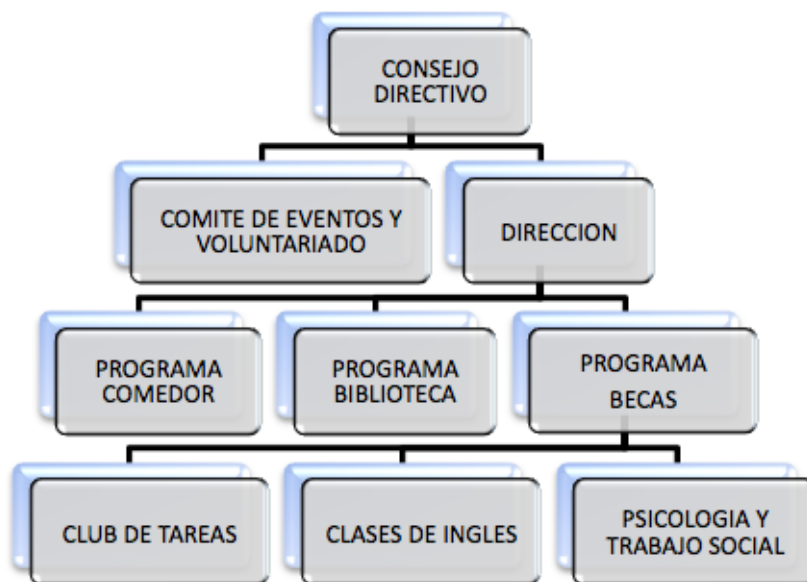 CONSEJO
DIRECTIVO
COMITE DE EVENTOS Y
VOLUNTARIADO
DIRECCION
PROGRAMA
COMEDOR
PROGRAMA
BIBLIOTECA
PROGRAMA
BECAS
CLUB DE TAREAS
CLASES DE INGLES
PSICOLOGIA Y
TRABAJO SOCIAL